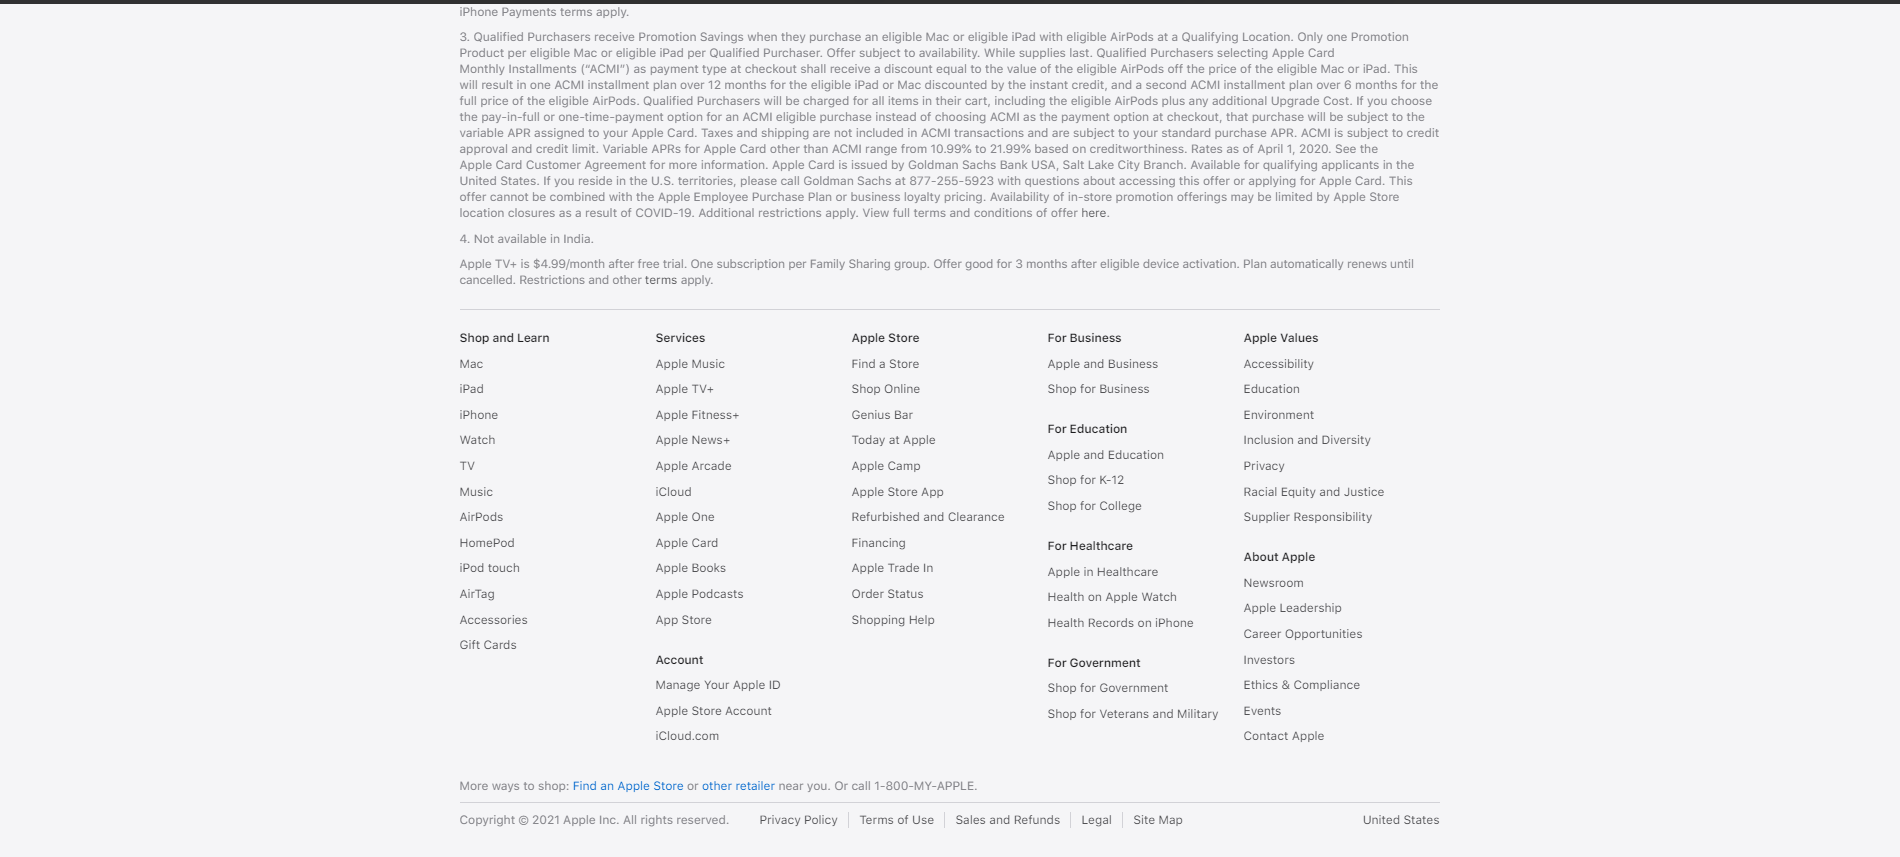 iPhone Payments terms apply.
3. Qualified Purchasers receive Promotion Savings when they purchase an eligible Mac or eligible iPad with eligible AirPods at a Qualifying Location. Only one Promotion
Product per eligible Mac or eligible iPad per Qualified Purchaser. Offer subject to availability. While supplies last. Qualified Purchasers selecting Apple Card
Monthly Installments (“ACMI”) as payment type at checkout shall receive a discount equal to the value of the eligible AirPods off the price of the eligible Mac or iPad. This
will result in one ACMI installment plan over 12 months for the eligible iPad or Mac discounted by the instant credit, and a second ACMI installment plan over 6 months for the
full price of the eligible AirPods. Qualified Purchasers will be charged for all items in their cart, including the eligible AirPods plus any additional Upgrade Cost. If you choose
the pay-in-full or one-time-payment option for an ACMI eligible purchase instead of choosing ACMI as the payment option at checkout, that purchase will be subject to the
variable APR assigned to your Apple Card. Taxes and shipping are not included in ACMI transactions and are subject to your standard purchase APR. ACMI is subject to credit
approval and credit limit. Variable APRs for Apple Card other than ACMI range from 10.99% to 21.99% based on creditworthiness. Rates as of April 1, 2020. See the
Apple Card Customer Agreement for more information. Apple Card is issued by Goldman Sachs Bank USA, Salt Lake City Branch. Available for qualifying applicants in the
United States. If you reside in the U.S. territories, please call Goldman Sachs at 877-255-5923 with questions about accessing this offer or applying for Apple Card. This
offer cannot be combined with the Apple Employee Purchase Plan or business loyalty pricing. Availability of in-store promotion offerings may be limited by Apple Store
location closures as a result of COVID-19. Additional restrictions apply. View full terms and conditions of offer here.
4. Not available in India.
Apple TV+ is $4.99/month after free trial. One subscription per Family Sharing group. Offer good for 3 months after eligible device activation. Plan automatically renews until
cancelled. Restrictions and other terms apply.
Shop and Learn
Mac
iPad
iPhone
Watch
TV
Music
AirPods
HomePod
iPod touch
AirTag
Accessories
Gift Cards
Services
Apple Music
Apple TV+
Apple Fitness+
Apple News+
Apple Arcade
iCloud
Apple One
Apple Card
Apple Books
Apple Podcasts
App Store
Account
Manage Your Apple ID
Apple Store Account
iCloud.com
Apple Store
Find a Store
Shop Online
Genius Bar
Today at Apple
Apple Camp
Apple Store App
Refurbished and Clearance
Financing
Apple Trade In
Order Status
Shopping Help
For Business
Apple and Business
Shop for Business
For Education
Apple and Education
Shop for K-12
Shop for College
For Healthcare
Apple in Healthcare
Health on Apple Watch
Health Records on iPhone
For Government
Shop for Government
Shop for Veterans and Military
Apple Values
Accessibility
Education
Environment
Inclusion and Diversity
Privacy
Racial Equity and Justice
Supplier Responsibility
About Apple
Newsroom
Apple Leadership
Career Opportunities
Investors
Ethics & Compliance
Events
Contact Apple
More ways to shop: Find an Apple Store or other retailer near you. Or call 1-800-MY-APPLE.
Copyright © 2021 Apple Inc. All rights reserved. Privacy Policy Terms of Use Sales and Refunds Legal Site Map United States